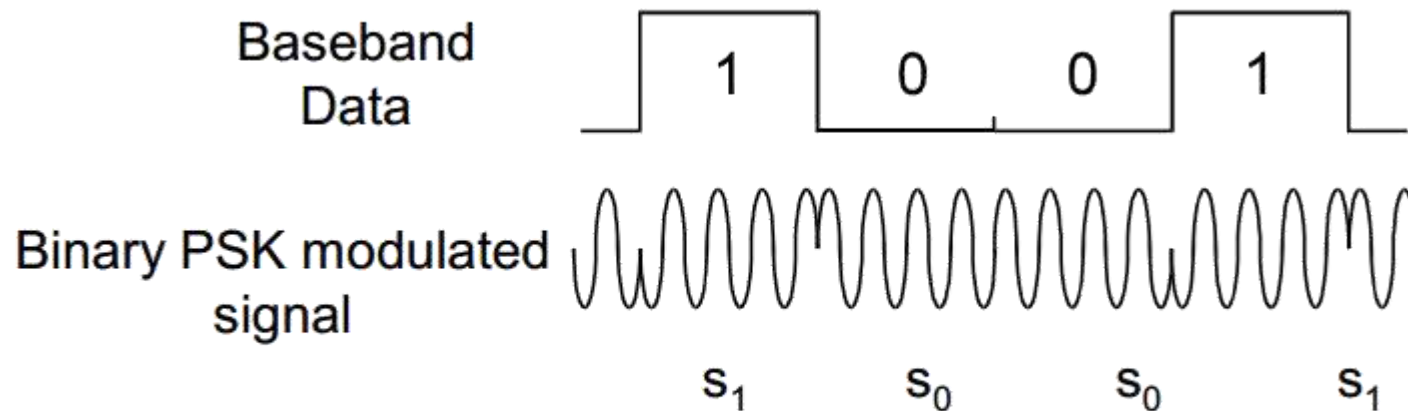 Baseband
Data
1 0 0 1
Binary PSK modulated
signal
s₁ s₀ s₀ s₁